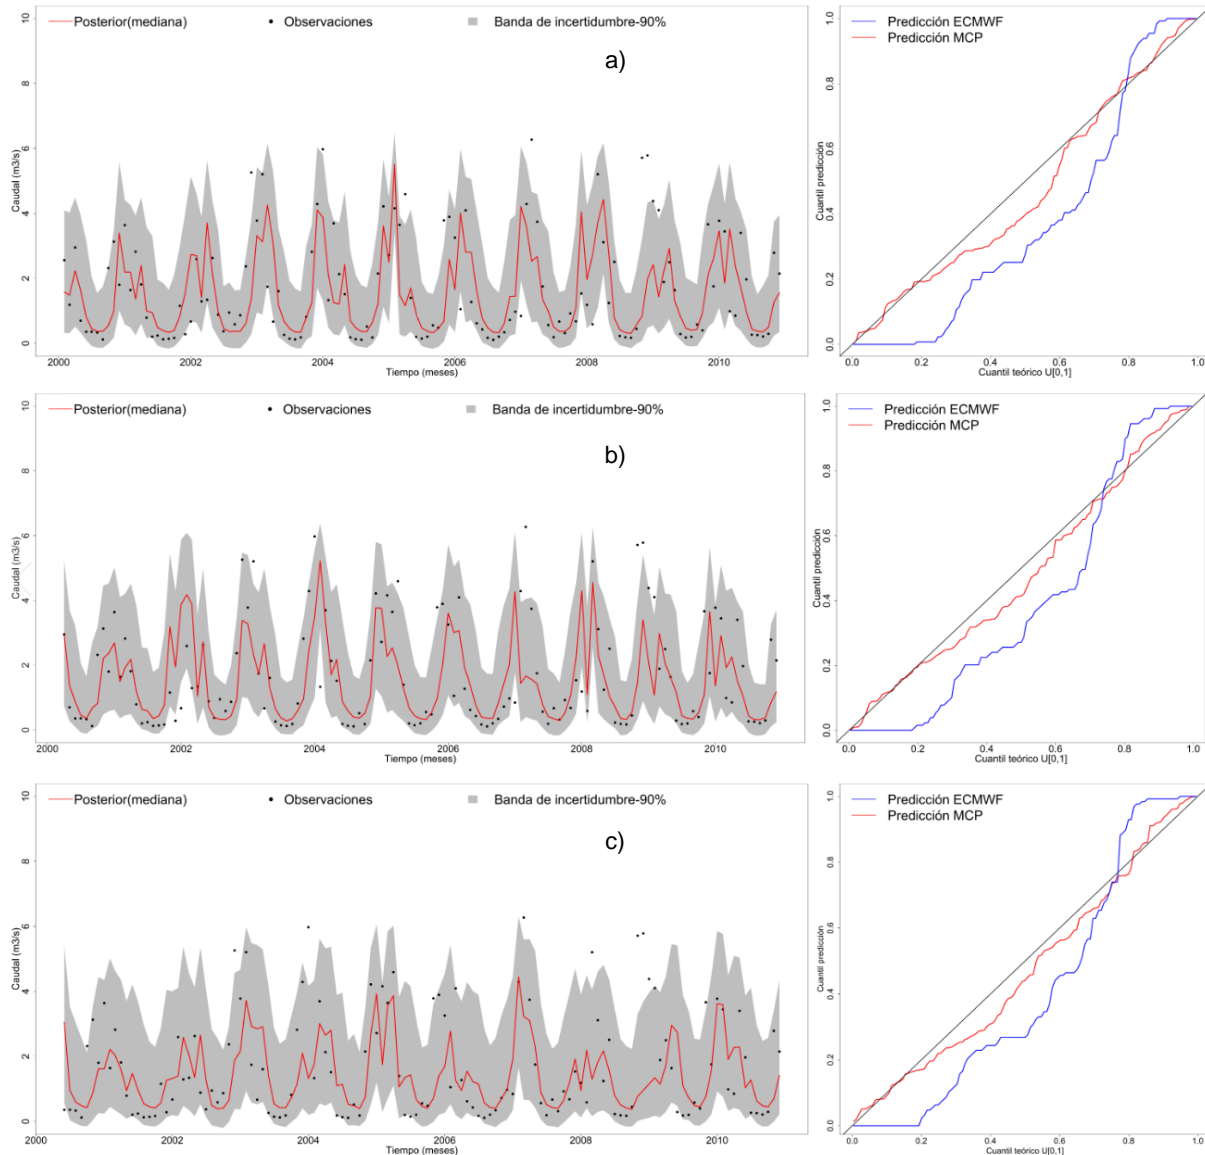 Posterior(mediana) Observaciones Banda de incertidumbre-90%
a)
Caudal (m3/s)
10
8
6
4
2
0
2000 2002 2004 2006 2008 2010
Tiempo (meses)
Predicción ECMWF
Predicción MCP
Cuantil predicción
1.0
0.8
0.6
0.4
0.2
0.0
0.0 0.2 0.4 0.6 0.8 1.0
Cuantil teórico U[0,1]
Posterior(mediana) Observaciones Banda de incertidumbre-90%
b)
Caudal (m3/s)
10
8
6
4
2
0
2000 2002 2004 2006 2008 2010
Tiempo (meses)
Predicción ECMWF
Predicción MCP
Cuantil predicción
1.0
0.8
0.6
0.4
0.2
0.0
0.0 0.2 0.4 0.6 0.8 1.0
Cuantil teórico U[0,1]
Posterior(mediana) Observaciones Banda de incertidumbre-90%
c)
Caudal (m3/s)
10
8
6
4
2
0
2000 2002 2004 2006 2008 2010
Tiempo (meses)
Predicción ECMWF
Predicción MCP
Cuantil predicción
1.0
0.8
0.6
0.4
0.2
0.0
0.0 0.2 0.4 0.6 0.8 1.0
Cuantil teórico U[0,1]